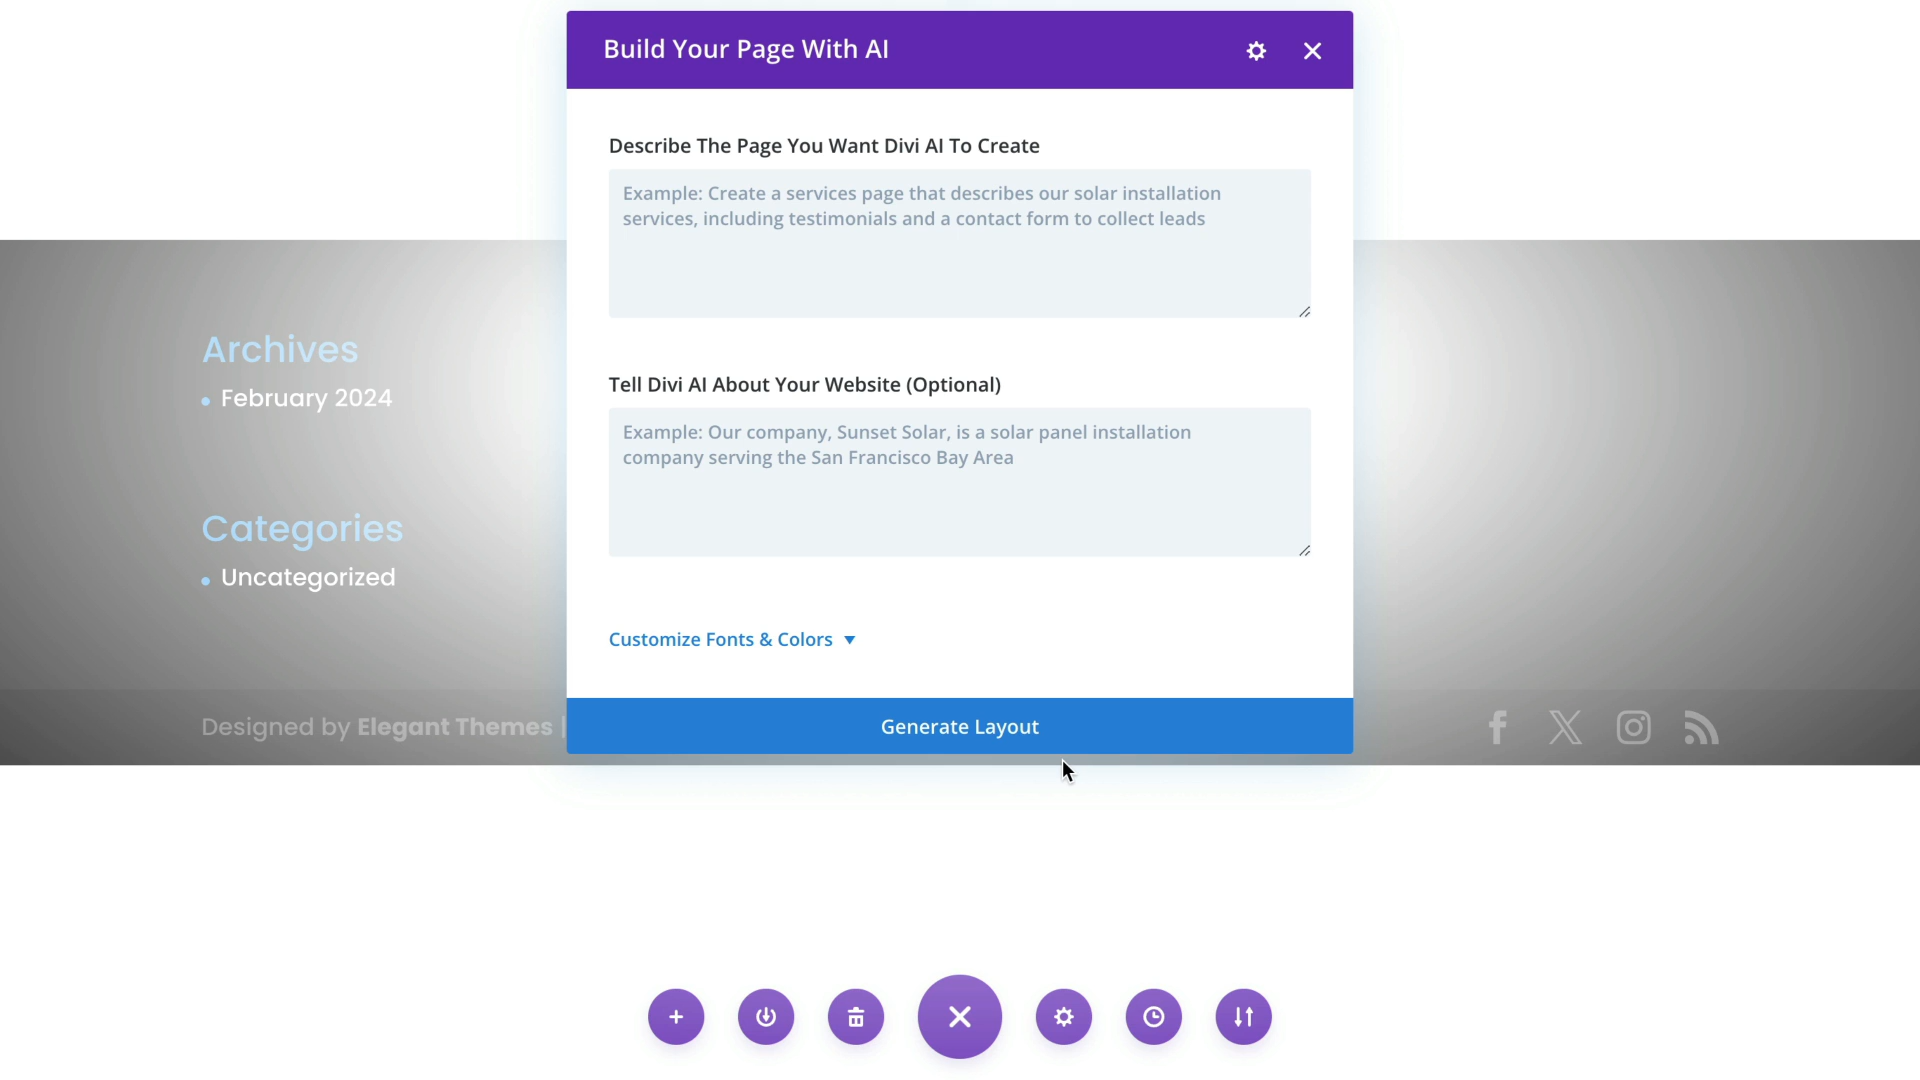 Build Your Page With AI
Describe The Page You Want Divi AI To Create
Example: Create a services page that describes our solar installation
services, including testimonials and a contact form to collect leads
Tell Divi AI About Your Website (Optional)
Example: Our company, Sunset Solar, is a solar panel installation
company serving the San Francisco Bay Area
Customize Fonts & Colors
Generate Layout
Archives
February 2024
Categories
Uncategorized
Designed by Elegant Themes |